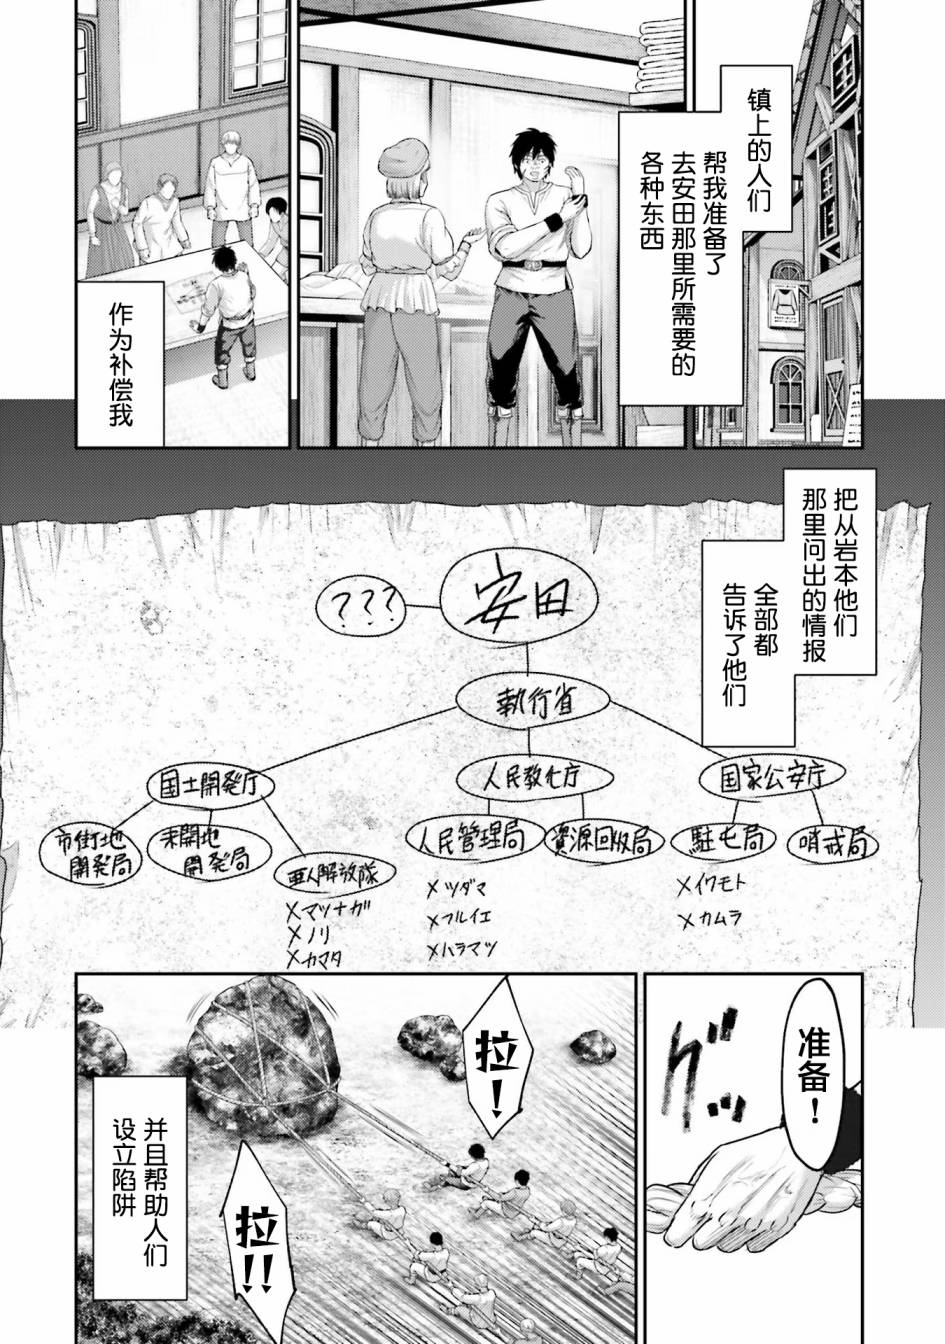 镇上的人们
帮我准备了
去安田那里所需要的
各种东西
作为补偿我
把从岩本他们
那里问出的情报
全部都
告诉了他们
安田
???
執行省
国土開発庁
人民教化庁
国家公安庁
市街地
開発局
未開地
開発局
亜人解放隊
人民管理局
資源回収局
駐屯局
哨戒局
×マツナガ
×ノリ
×カマタ
×ツダマ
×フルイエ
×ハラマツ
×イワモト
×カムラ
准备!
グッ
拉!
拉!!
并且帮助人们
设立陷阱